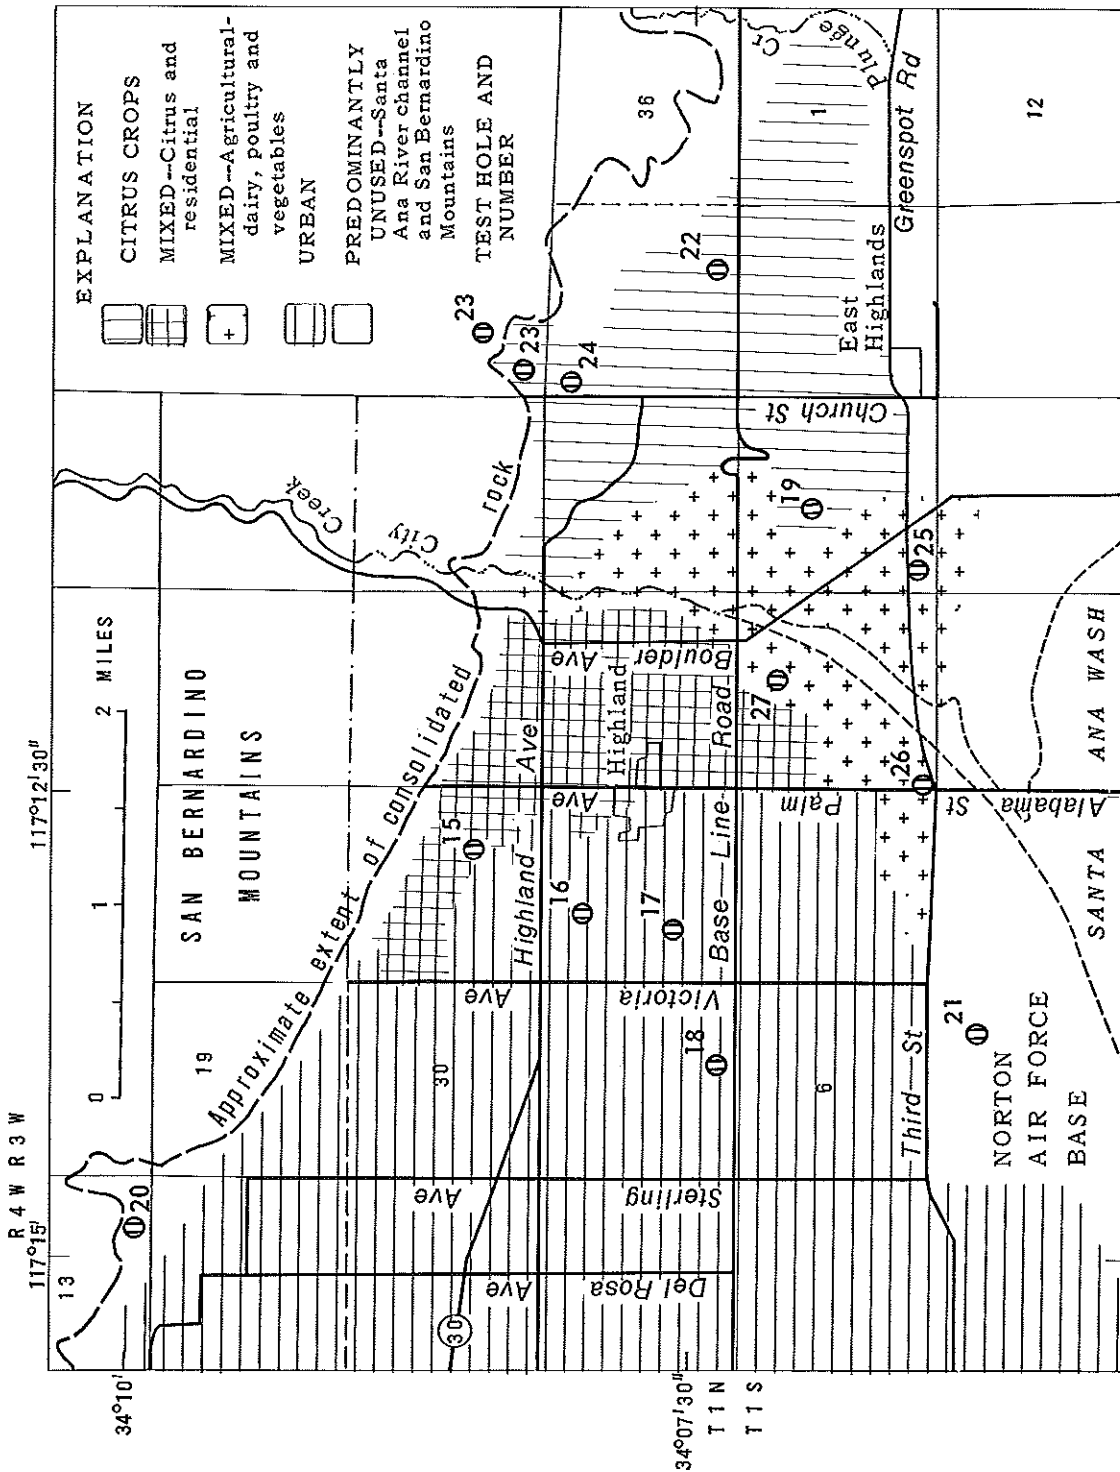 R 4 W R 3 W
117°15'
117°12'30"
34°10'
34°07'30"
T 1 N
T 1 S
EXPLANATION
CITRUS CROPS
MIXED--Citrus and
residential
MIXED--Agricultural-
dairy, poultry and
vegetables
+
URBAN
PREDOMINANTLY
UNUSED--Santa
Ana River channel
and San Bernardino
Mountains
23
TEST HOLE AND
NUMBER
0 1 2
MILES
SAN BERNARDINO
MOUNTAINS
Approximate extent of consolidated rock
City Creek
13
19
20
30
30
36
6
1
12
15
16
17
18
19
21
22
23
24
25
26
27
Highland Ave
Highland
Base Line Road
Third St
Del Rosa Ave
Sterling Ave
Victoria Ave
Palm Ave
Boulder Ave
Church St
Alabama St
Greenspot Rd
Plunge Cr
East
Highlands
NORTON
AIR FORCE
BASE
SANTA ANA WASH